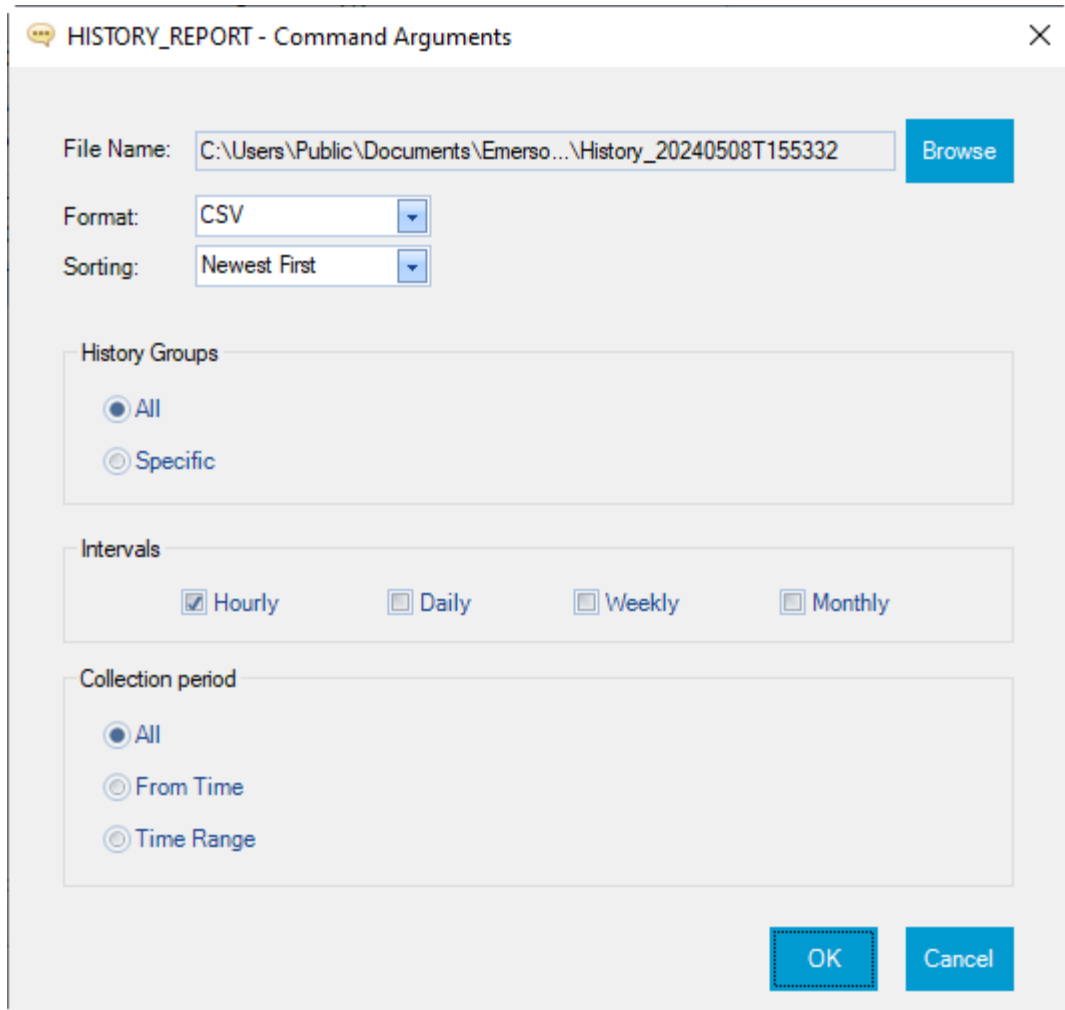 HISTORY_REPORT - Command Arguments
File Name: C:\Users\Public\Documents\Emerso...\History_20240508T155332 Browse
Format: CSV
Sorting: Newest First
History Groups
All
Specific
Intervals
Hourly Daily Weekly Monthly
Collection period
All
From Time
Time Range
OK Cancel